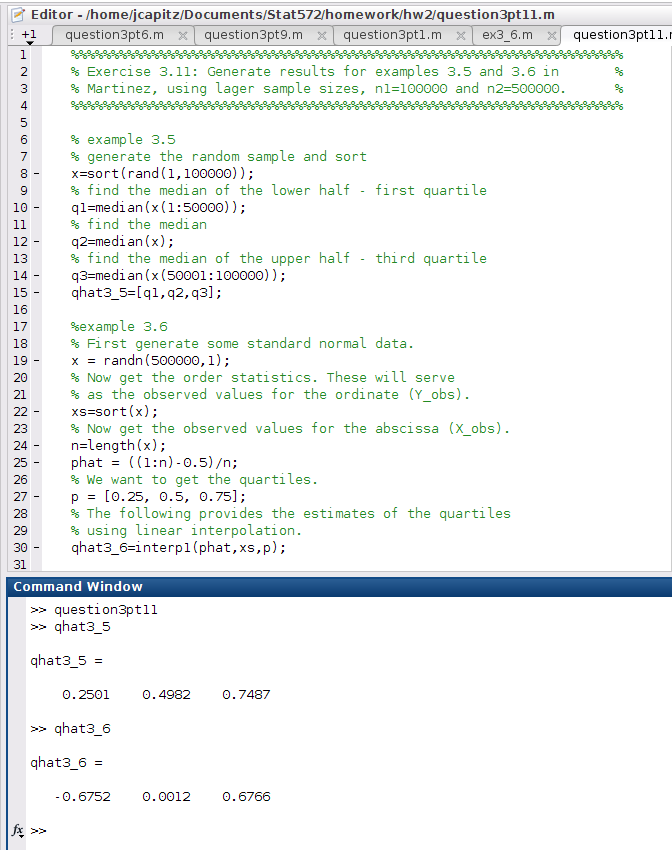 Editor - /home/jcapitz/Documents/Stat572/homework/hw2/question3pt11.m
+1 question3pt6.m × question3pt9.m × question3pt1.m × ex3_6.m × question3pt11.m
1 %%%%%%%%%%%%%%%%%%%%%%%%%%%%%%%%%%%%%%%%%%%%%%%%%%%%%%%%%%%%%%%%%%%%%%%
2 % Exercise 3.11: Generate results for examples 3.5 and 3.6 in %
3 % Martinez, using lager sample sizes, n1=100000 and n2=500000. %
4 %%%%%%%%%%%%%%%%%%%%%%%%%%%%%%%%%%%%%%%%%%%%%%%%%%%%%%%%%%%%%%%%%%%%%%%
5
6 % example 3.5
7 % generate the random sample and sort
8 - x=sort(rand(1,100000));
9 % find the median of the lower half - first quartile
10 - q1=median(x(1:50000));
11 % find the median
12 - q2=median(x);
13 % find the median of the upper half - third quartile
14 - q3=median(x(50001:100000));
15 - qhat3_5=[q1,q2,q3];
16
17 %example 3.6
18 % First generate some standard normal data.
19 - x = randn(500000,1);
20 % Now get the order statistics. These will serve
21 % as the observed values for the ordinate (Y_obs).
22 - xs=sort(x);
23 % Now get the observed values for the abscissa (X_obs).
24 - n=length(x);
25 - phat = ((1:n)-0.5)/n;
26 % We want to get the quartiles.
27 - p = [0.25, 0.5, 0.75];
28 % The following provides the estimates of the quartiles
29 % using linear interpolation.
30 - qhat3_6=interp1(phat,xs,p);
31
Command Window
>> question3pt11
>> qhat3_5
qhat3_5 =
0.2501 0.4982 0.7487
>> qhat3_6
qhat3_6 =
-0.6752 0.0012 0.6766
fx >>